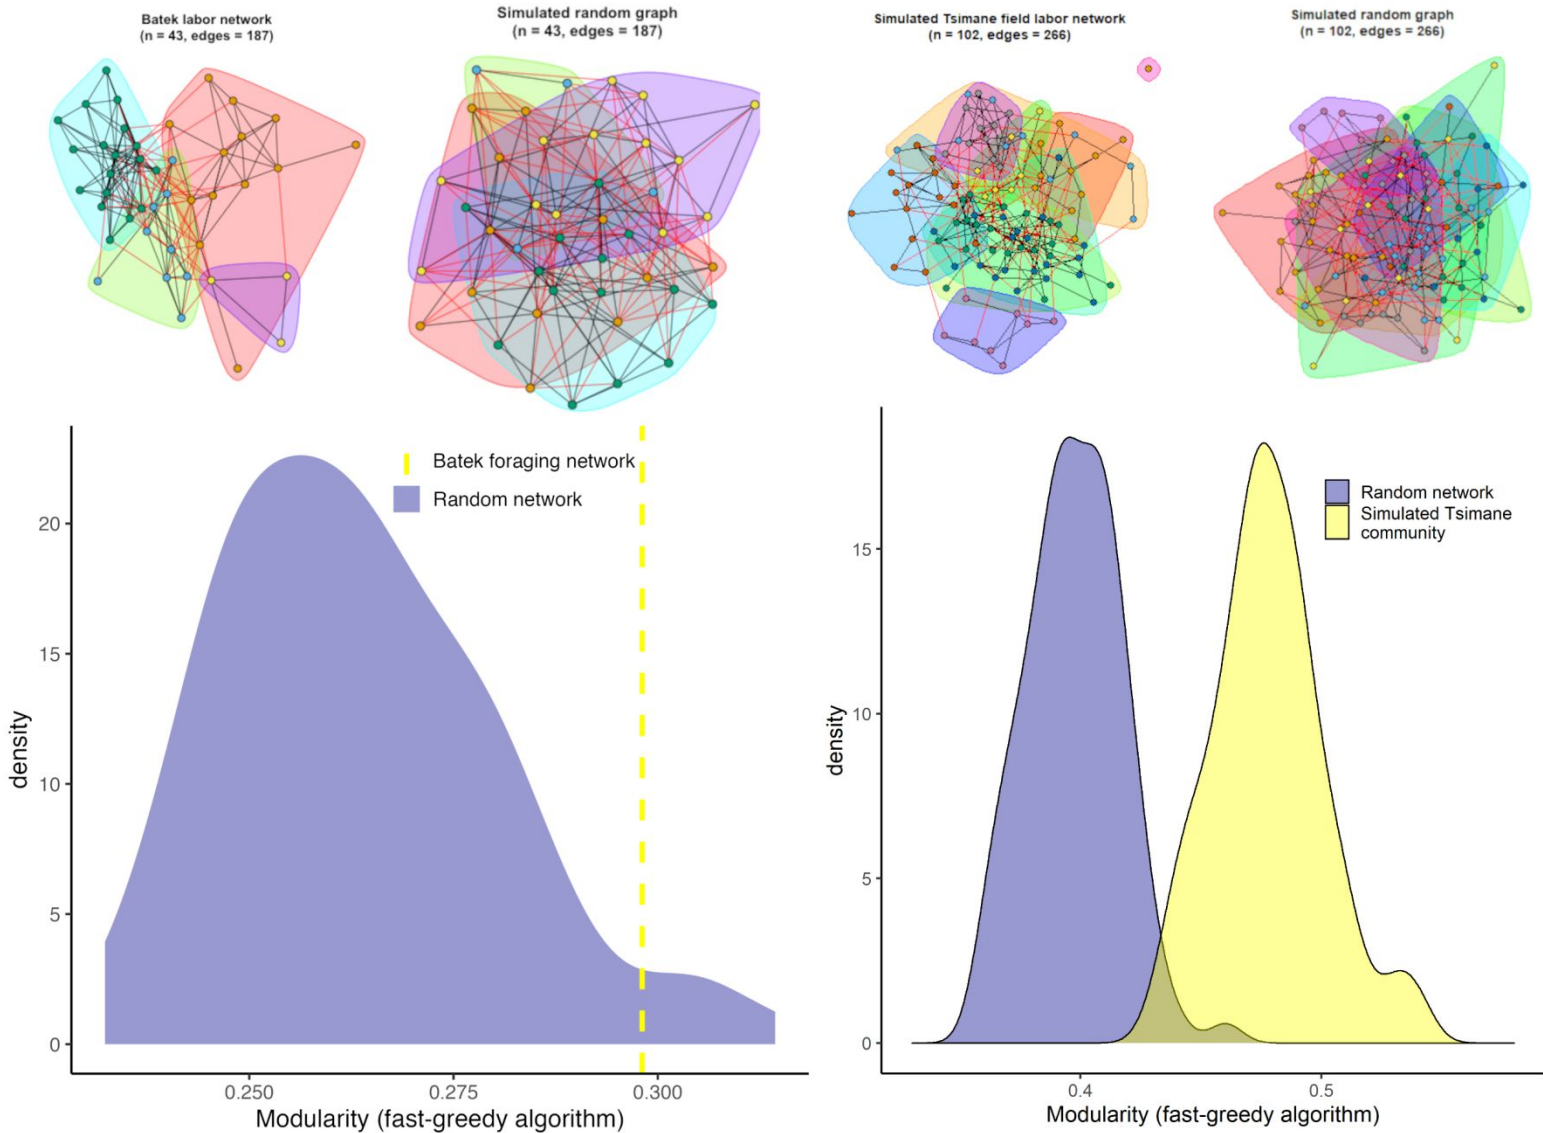 Batek labor network
(n = 43, edges = 187)
Simulated random graph
(n = 43, edges = 187)
Simulated Tsimane field labor network
(n = 102, edges = 266)
Simulated random graph
(n = 102, edges = 266)
Batek foraging network
Random network
density
20
15
10
5
0
0.250
0.275
0.300
Modularity (fast-greedy algorithm)
Random network
Simulated Tsimane
community
density
15
10
5
0
0.4
0.5
Modularity (fast-greedy algorithm)